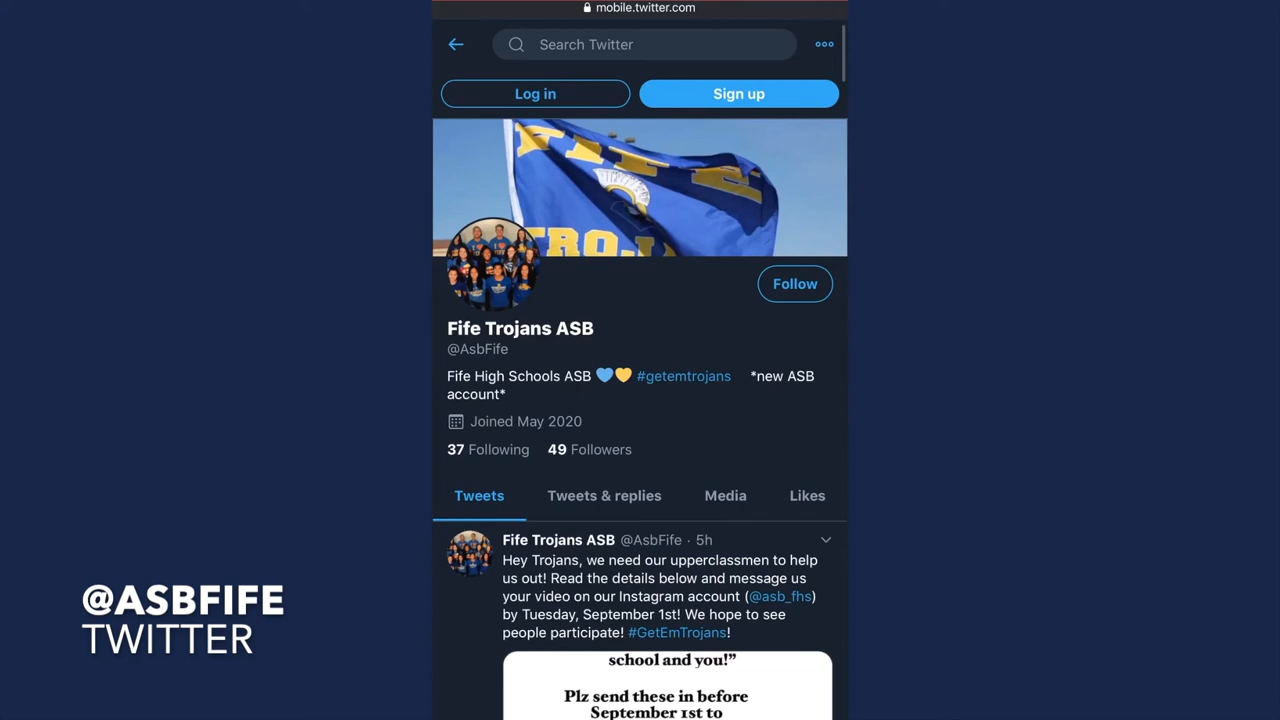 mobile.twitter.com
Search Twitter
Log in
Sign up
FIFE
TROJAN
Follow
Fife Trojans ASB
@AsbFife
Fife High Schools ASB 💙💛 #getemtrojans *new ASB
account*
Joined May 2020
37 Following 49 Followers
Tweets Tweets & replies Media Likes
Fife Trojans ASB @AsbFife · 5h
Hey Trojans, we need our upperclassmen to help
us out! Read the details below and message us
your video on our Instagram account (@asb_fhs)
by Tuesday, September 1st! We hope to see
people participate! #GetEmTrojans!
school and you!”
Plz send these in before
September 1st to
@ASBFIFE
TWITTER